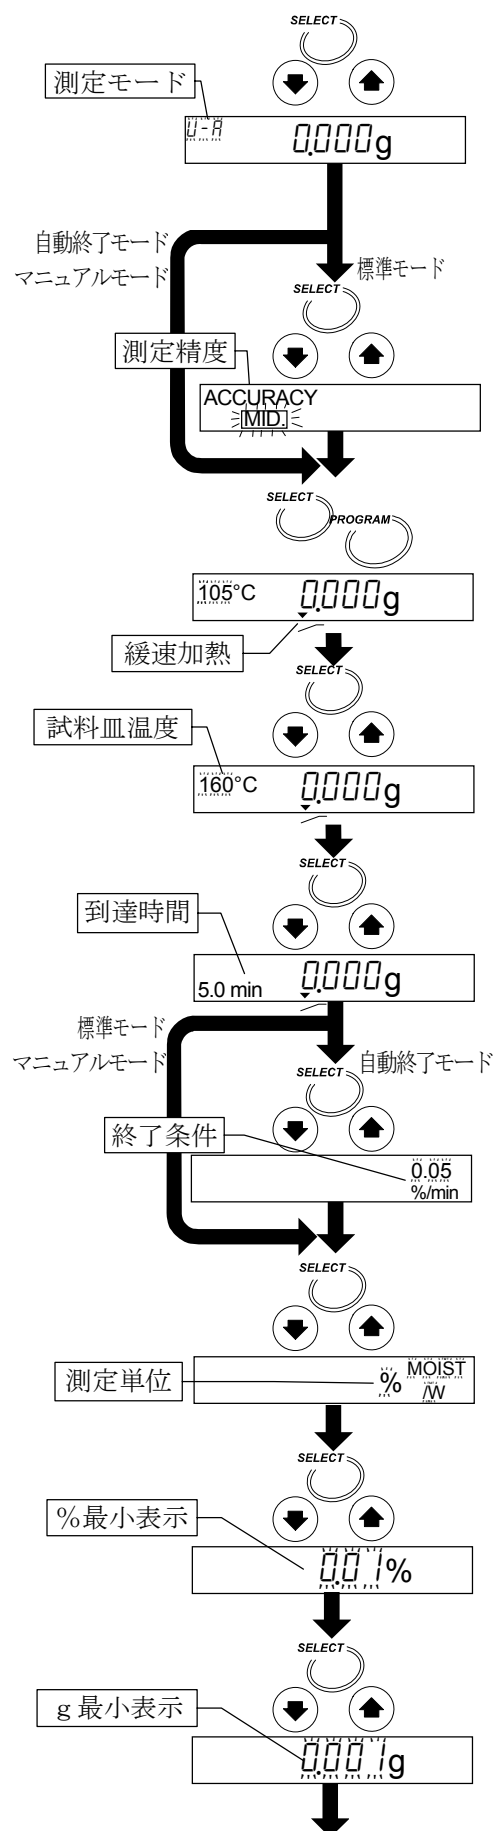 SELECT
測定モード
U-A 0.000g
自動終了モード
マニュアルモード
標準モード
SELECT
測定精度
ACCURACY
MID.
SELECT
PROGRAM
105°C 0.000g
緩速加熱
SELECT
試料皿温度
160°C 0.000g
SELECT
到達時間
5.0 min 0.000g
標準モード
マニュアルモード
自動終了モード
SELECT
終了条件
0.05
%/min
SELECT
測定単位
% MOIST
/W
SELECT
%最小表示
0.01%
SELECT
g最小表示
0.001g